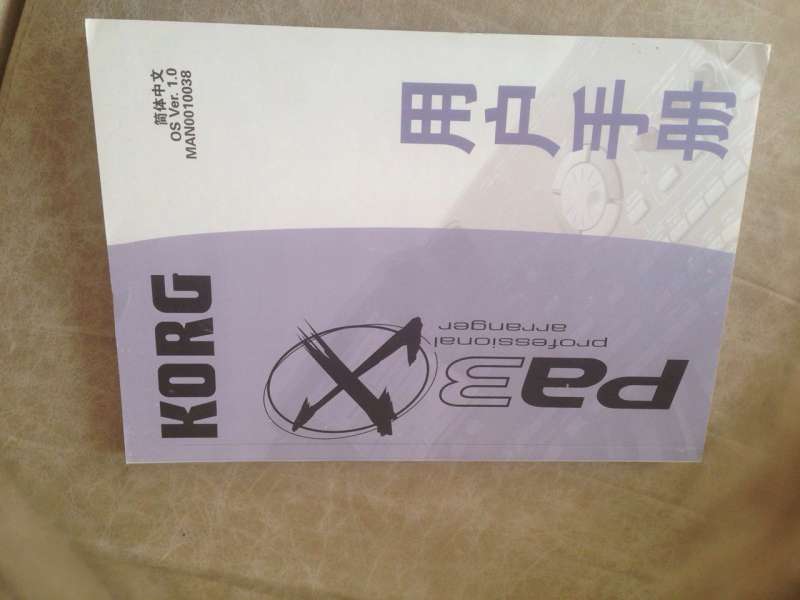 简体中文
OS Ver. 1.0
MAN0010038
用户手册
KORG
Pa3X
professional
arranger